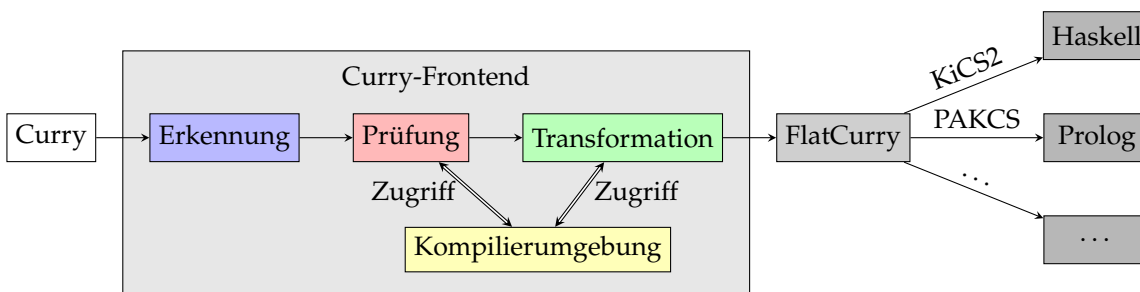 Haskell
KiCS2
Curry-Frontend
Curry
Erkennung
Prüfung
Transformation
FlatCurry
PAKCS
Prolog
Zugriff
Zugriff
...
Kompilierumgebung
...